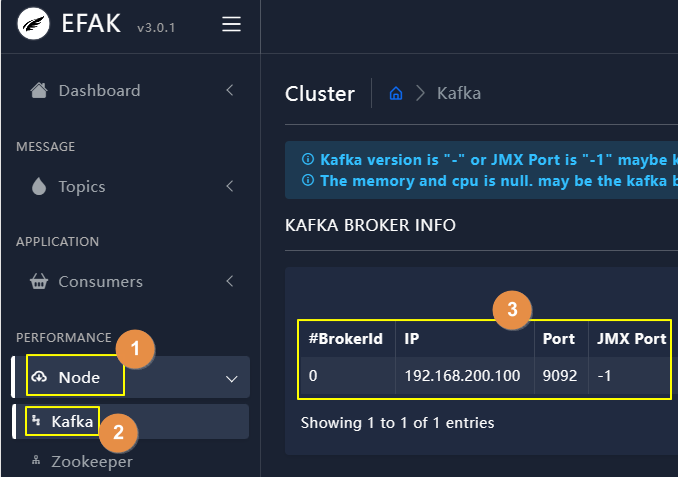 EFAK v3.0.1
Dashboard
MESSAGE
Topics
APPLICATION
Consumers
PERFORMANCE
1
Node
Kafka
2
Zookeeper
Cluster Kafka
Kafka version is "-" or JMX Port is "-1" maybe k
The memory and cpu is null. may be the kafka b
KAFKA BROKER INFO
3
#BrokerId IP Port JMX Port
0 192.168.200.100 9092 -1
Showing 1 to 1 of 1 entries